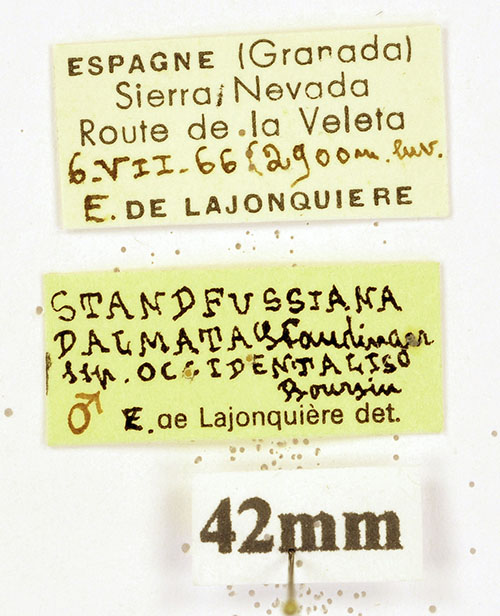 ESPAGNE (Granada)
Sierra Nevada
Route de la Veleta
6-VII-66 2900m. luv.
E. DE LAJONQUIERE
STANDFUSSIANA
DALMATA Staudinger
ssp. OCCIDENTALIS
Boursin
♂ E. de Lajonquière det.
42mm